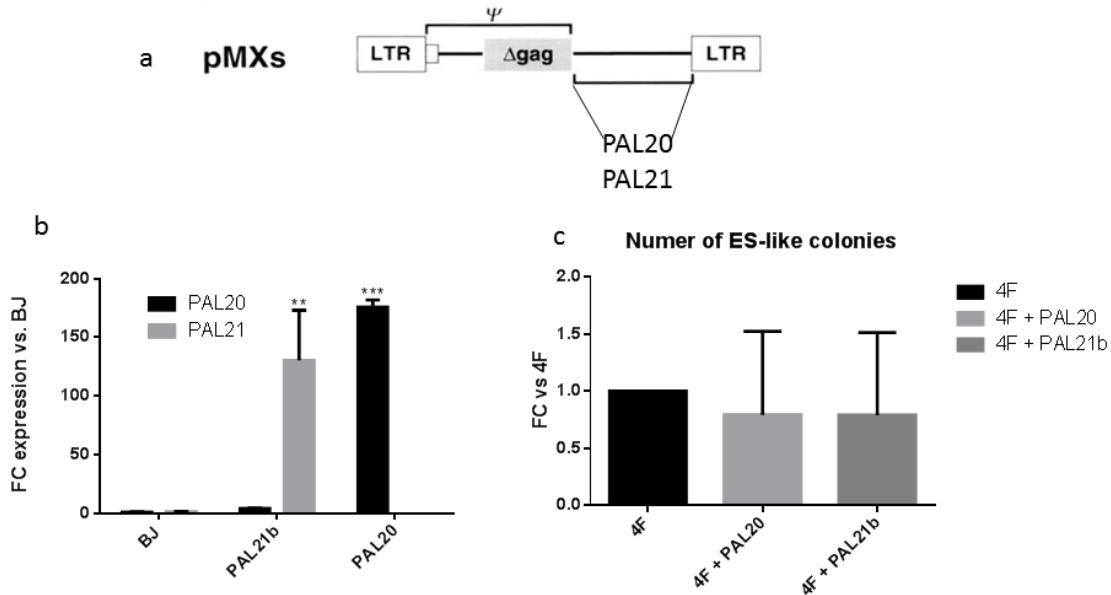 a
pMXs
Ψ
LTR
Δgag
LTR
PAL20
PAL21
b
FC expression vs. BJ
200
150
100
50
0
PAL20
PAL21
**
***
BJ
PAL21b
PAL20
c
Numer of ES-like colonies
FC vs 4F
2.0
1.5
1.0
0.5
0.0
4F
4F + PAL20
4F + PAL21b
4F
4F + PAL20
4F + PAL21b